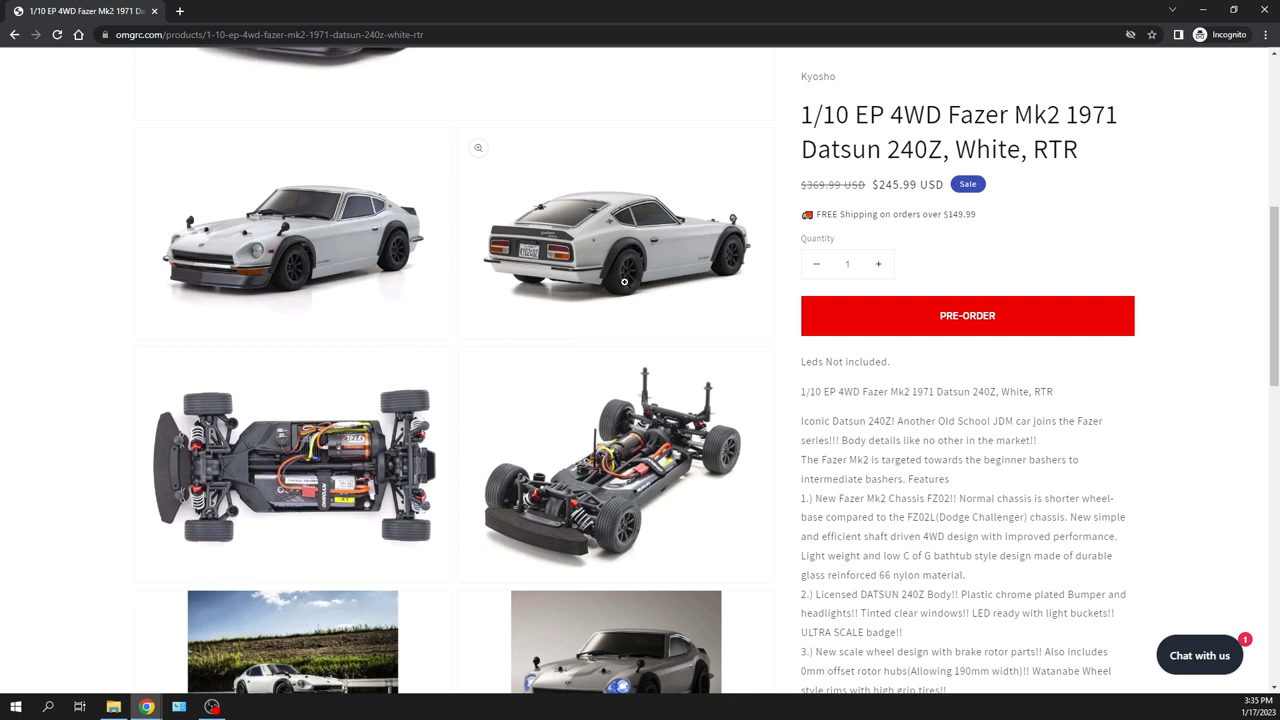 1/10 EP 4WD Fazer Mk2 1971 Da
Incognito
omgrc.com/products/1-10-ep-4wd-fazer-mk2-1971-datsun-240z-white-rtr
Kyosho
1/10 EP 4WD Fazer Mk2 1971
Datsun 240Z, White, RTR
$369.99 USD $245.99 USD Sale
FREE Shipping on orders over $149.99
Quantity
− 1 +
PRE-ORDER
Leds Not included.
1/10 EP 4WD Fazer Mk2 1971 Datsun 240Z, White, RTR
Iconic Datsun 240Z! Another Old School JDM car joins the Fazer
series!!! Body details like no other in the market!!
The Fazer Mk2 is targeted towards the beginner bashers to
intermediate bashers. Features
1.) New Fazer Mk2 Chassis FZ02!! Normal chassis is shorter wheel-
base compared to the FZ02L(Dodge Challenger) chassis. New simple
and efficient shaft driven 4WD design with improved performance.
Light weight and low C of G bathtub style design made of durable
glass reinforced 66 nylon material.
2.) Licensed DATSUN 240Z Body!! Plastic chrome plated Bumper and
headlights!! Tinted clear windows!! LED ready with light buckets!!
ULTRA SCALE badge!!
3.) New scale wheel design with brake rotor parts!! Also includes
0mm offset rotor hubs(Allowing 190mm width)!! Watanabe Wheel
style rims with high grip tires!!
Chat with us
1
3:35 PM
1/17/2023